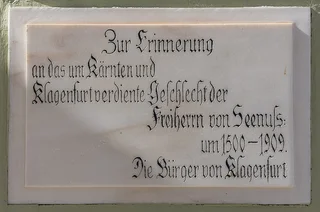 Zur Erinnerung
an das um Kärnten und
Klagenfurt verdiente Geschlecht der
Freiherrn von Seenuss:
um 1500 – 1909.
Die Bürger von Klagenfurt